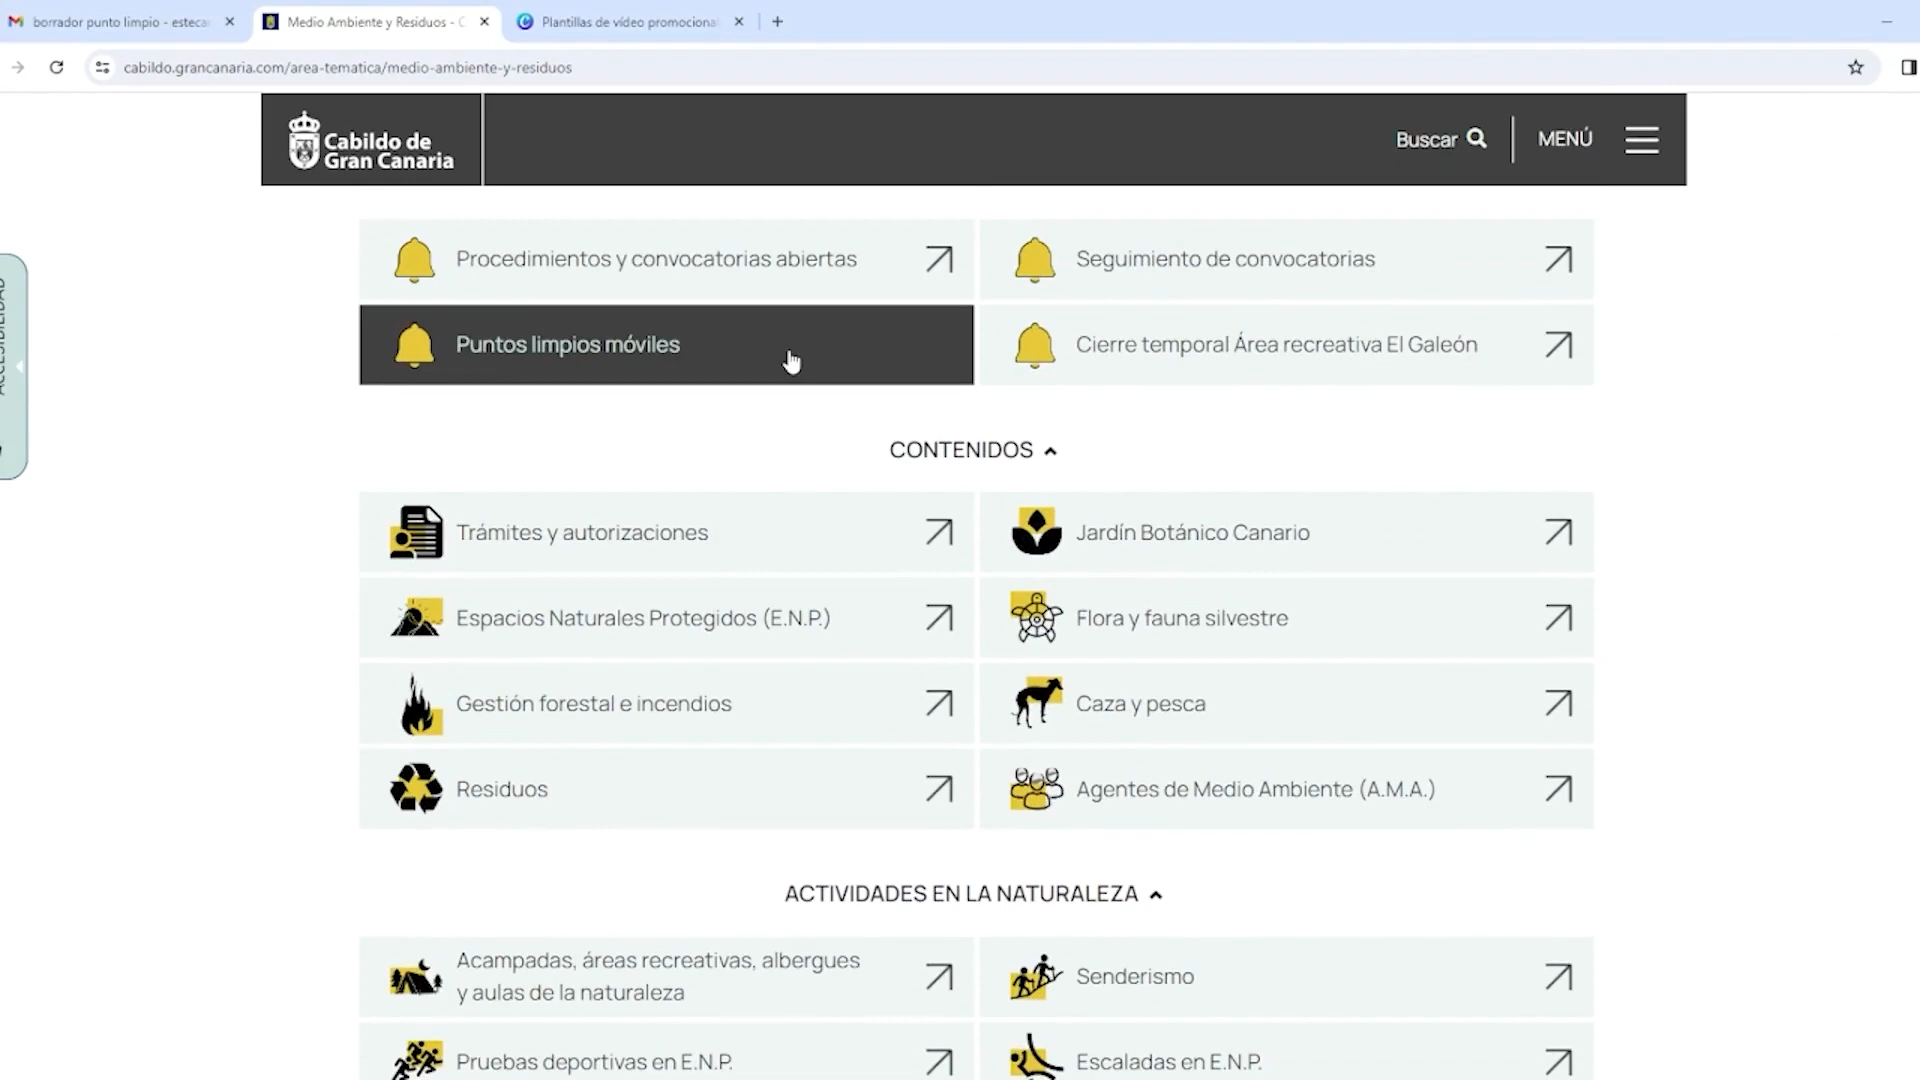 borrador punto limpio - esteca
Medio Ambiente y Residuos - C
Plantillas de vídeo promociona
cabildo.grancanaria.com/area-tematica/medio-ambiente-y-residuos
Cabildo de
Gran Canaria
Buscar
MENÚ
ACCESIBILIDAD
Procedimientos y convocatorias abiertas
Seguimiento de convocatorias
Puntos limpios móviles
Cierre temporal Área recreativa El Galeón
CONTENIDOS
Trámites y autorizaciones
Jardín Botánico Canario
Espacios Naturales Protegidos (E.N.P.)
Flora y fauna silvestre
Gestión forestal e incendios
Caza y pesca
Residuos
Agentes de Medio Ambiente (A.M.A.)
ACTIVIDADES EN LA NATURALEZA
Acampadas, áreas recreativas, albergues
y aulas de la naturaleza
Senderismo
Pruebas deportivas en E.N.P.
Escaladas en E.N.P.